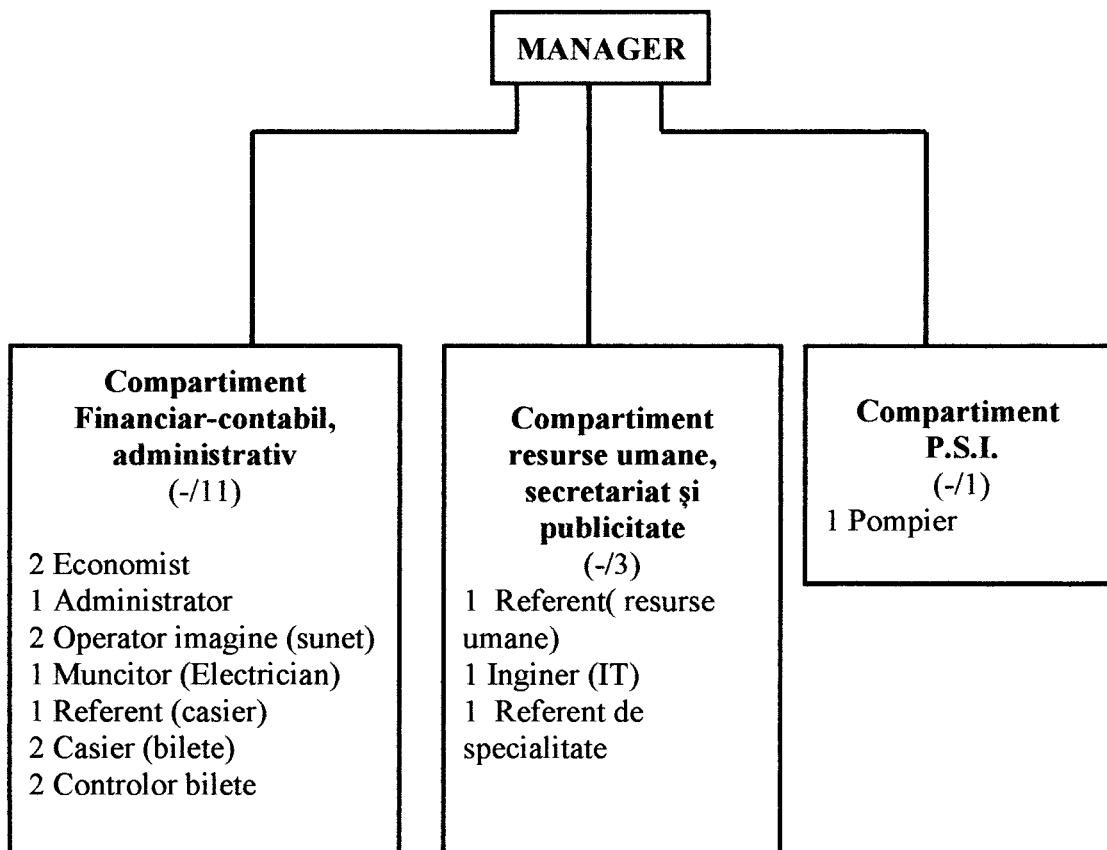 MANAGER
Compartiment
Financiar-contabil,
administrativ
(-/11)
2 Economist
1 Administrator
2 Operator imagine (sunet)
1 Muncitor (Electrician)
1 Referent (casier)
2 Casier (bilete)
2 Controlor bilete
Compartiment
resurse umane,
secretariat și
publicitate
(-/3)
1 Referent( resurse
umane)
1 Inginer (IT)
1 Referent de
specialitate
Compartiment
P.S.I.
(-/1)
1 Pompier